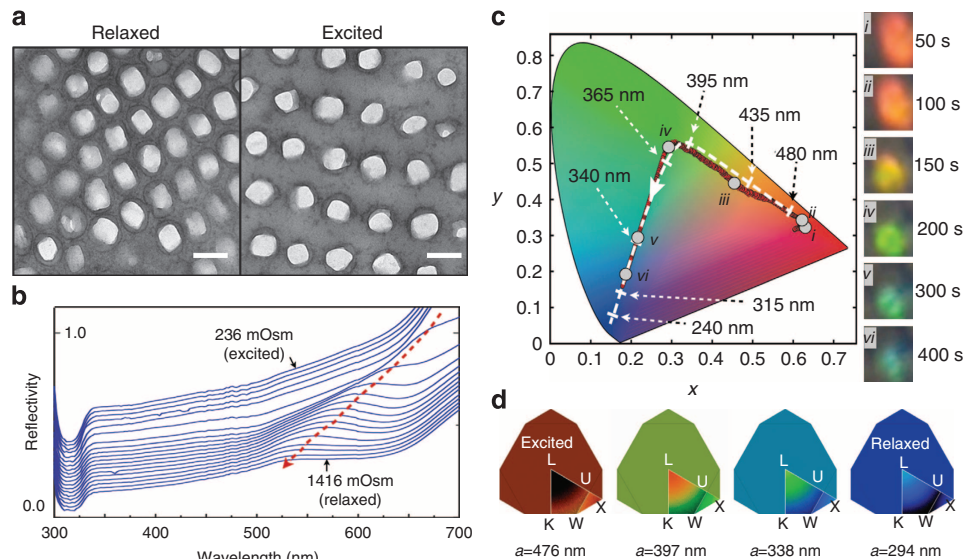 a
Relaxed
Excited
b
1.0
236 mOsm
(excited)
Reflectivity
1416 mOsm
(relaxed)
0.0
300
400
500
600
700
Wavelength (nm)
c
0.8
0.7
0.6
0.5
0.4
0.3
0.2
0.1
0
y
0
0.1
0.2
0.3
0.4
0.5
0.6
0.7
x
365 nm
395 nm
435 nm
480 nm
340 nm
315 nm
240 nm
iv
iii
ii
i
v
vi
i
50 s
ii
100 s
iii
150 s
iv
200 s
v
300 s
vi
400 s
d
Excited
L
U
X
K
W
a=476 nm
L
U
X
K
W
a=397 nm
L
U
X
K
W
a=338 nm
Relaxed
L
U
X
K
W
a=294 nm